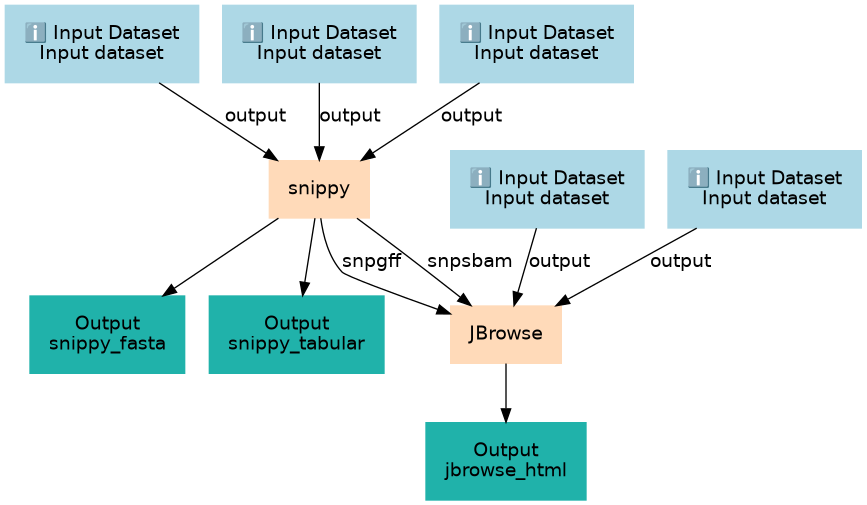 ℹ️ Input Dataset
Input dataset
ℹ️ Input Dataset
Input dataset
ℹ️ Input Dataset
Input dataset
output
output
output
snippy
ℹ️ Input Dataset
Input dataset
ℹ️ Input Dataset
Input dataset
snpgff
snpsbam
output
output
Output
snippy_fasta
Output
snippy_tabular
JBrowse
Output
jbrowse_html